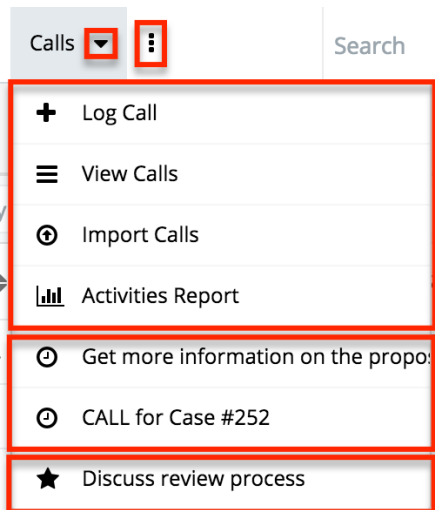 Calls Search
Log Call
View Calls
Import Calls
Activities Report
Get more information on the propo
CALL for Case #252
Discuss review process